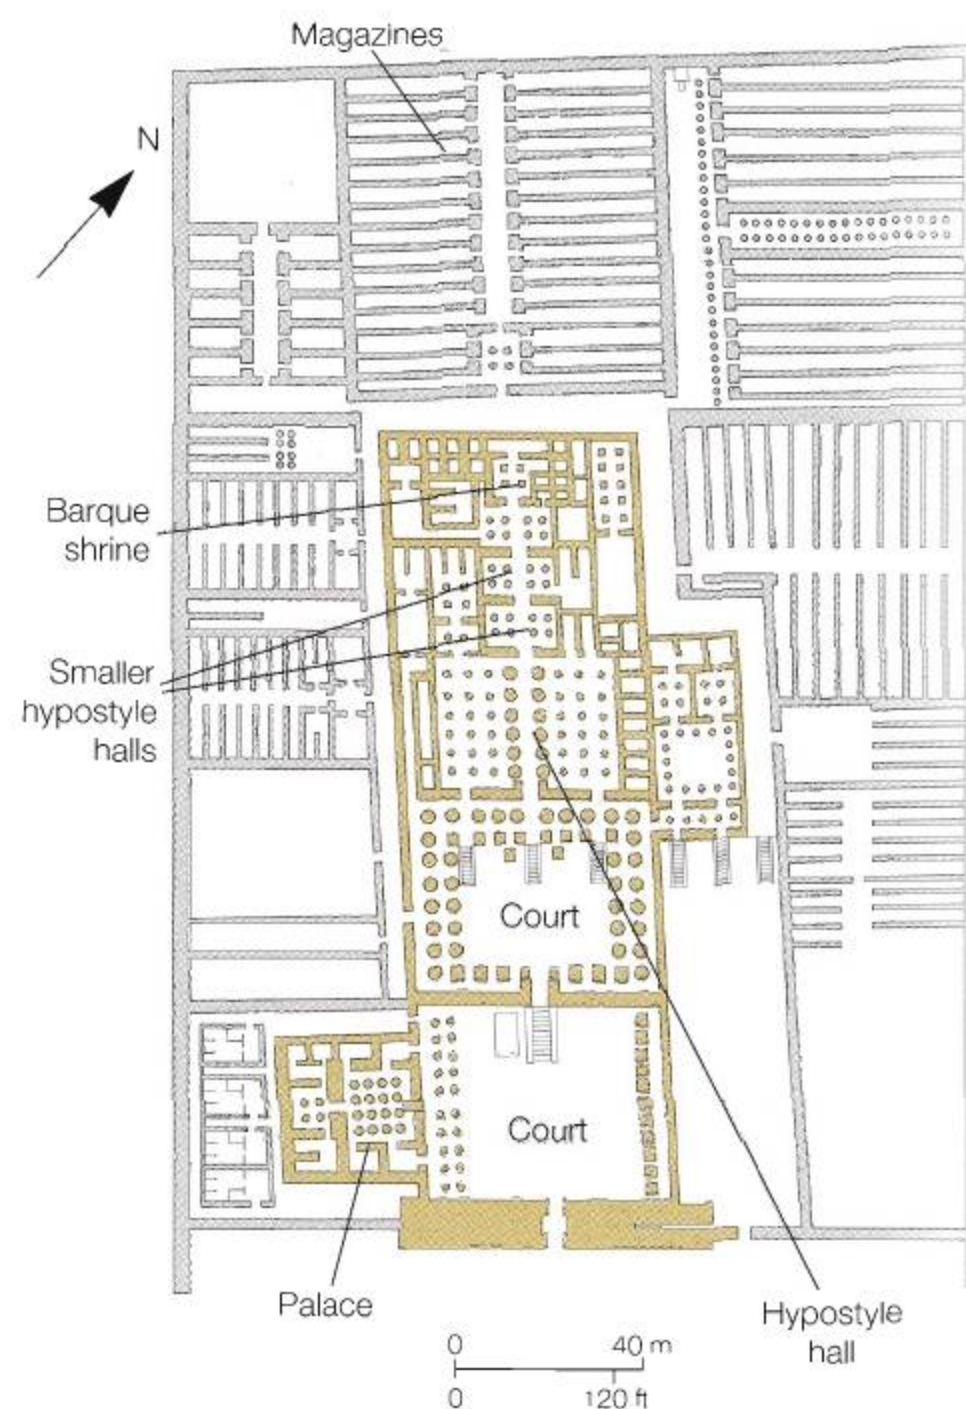 Magazines
N
Barque
shrine
Smaller
hypostyle
halls
Court
Court
Palace
Hypostyle
hall
0 40 m
0 120 ft